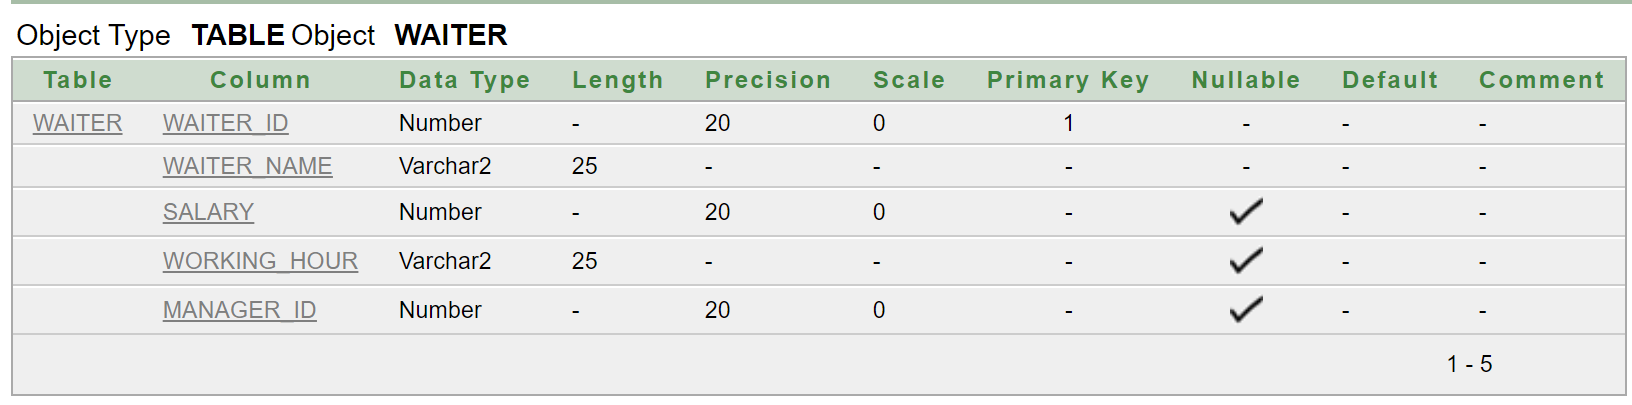 Object Type TABLE Object WAITER
Table Column Data Type Length Precision Scale Primary Key Nullable Default Comment
WAITER WAITER_ID Number - 20 0 1 - - -
WAITER_NAME Varchar2 25 - - - - - -
SALARY Number - 20 0 - ✓ - -
WORKING_HOUR Varchar2 25 - - - ✓ - -
MANAGER_ID Number - 20 0 - ✓ - -
1 - 5